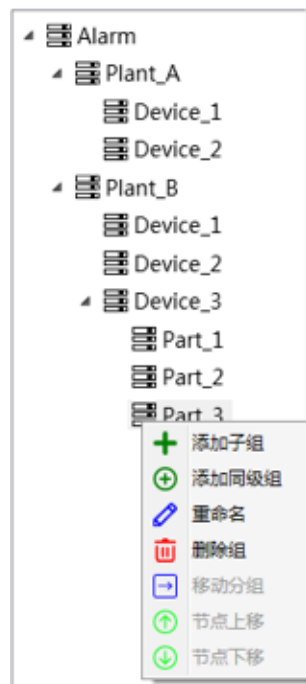 Alarm
Plant_A
Device_1
Device_2
Plant_B
Device_1
Device_2
Device_3
Part_1
Part_2
Part_3
添加子组
添加同级组
重命名
删除组
移动分组
节点上移
节点下移